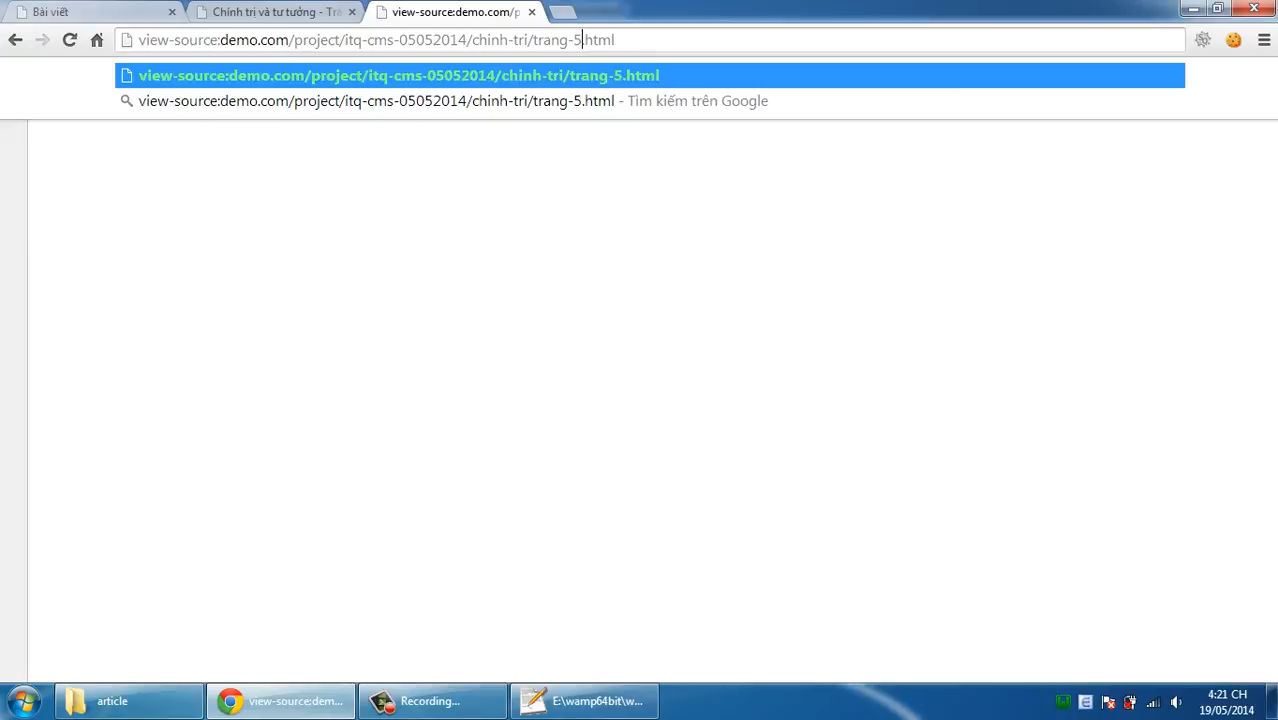 Bài viết
Chính trị và tư tưởng - Tra
view-source:demo.com/p
view-source:demo.com/project/itq-cms-05052014/chinh-tri/trang-5.html
view-source:demo.com/project/itq-cms-05052014/chinh-tri/trang-5.html
view-source:demo.com/project/itq-cms-05052014/chinh-tri/trang-5.html - Tìm kiếm trên Google
article
view-source:dem...
Recording...
E:\wamp64bit\w...
4:21 CH
19/05/2014